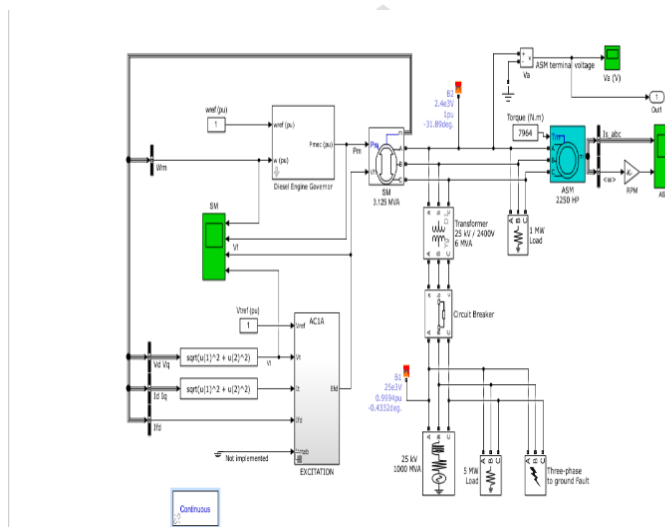 wref (pu)
1
wref (pu)
w (pu)
Pmec (pu)
Diesel Engine Governor
Wm
SM
Vf
Vtref (pu)
1
AC1A
Vref
Vt
It
Ifd
Efd
EXCITATION
Vt
Vd Vq
sqrt(u(1)^2 + u(2)^2)
Id Iq
sqrt(u(1)^2 + u(2)^2)
Ifd
Not implemented
Continuous
Pm
Pm
m
A
B
C
SM
3.125 MVA
B2
2.4e3V
1pu
-31.89deg.
Va
ASM terminal voltage
Va (V)
1
Out1
Torque (N.m)
7964
Tm
A
B
C
ASM
2250 HP
Is_abc
<w>
RPM
A B C
1 MW
Load
Transformer
25 kV / 2400V
6 MVA
A B C
Circuit Breaker
A B C
B1
25e3V
0.9994pu
-0.4332deg.
A B C
25 kV
1000 MVA
A B C
5 MW
Load
A B C
Three-phase
to ground Fault